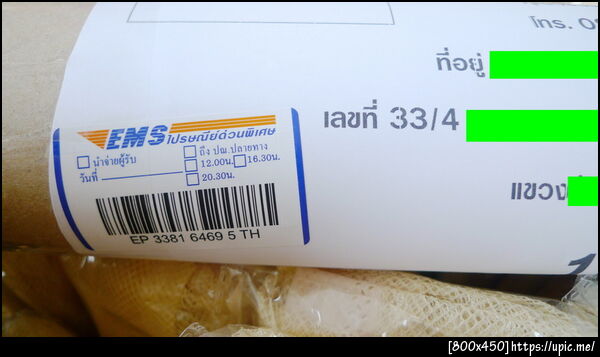 โทร. 0
ที่อยู่
เลขที่ 33/4
แขวง
EMS ไปรษณีย์ด่วนพิเศษ
นำจ่ายผู้รับ
ถึง ปณ.ปลายทาง
วันที่
12.00น. 16.30น.
20.30น.
EP 3381 6469 5 TH
[800x450]https://upic.me/